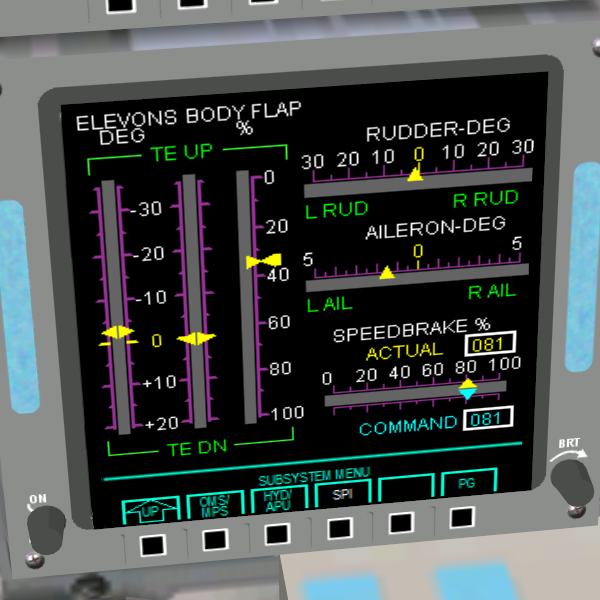 ELEVONS BODY FLAP
DEG %
TE UP
-30
-20
-10
0
+10
+20
TE DN
0
20
40
60
80
100
RUDDER-DEG
30 20 10 0 10 20 30
L RUD R RUD
AILERON-DEG
5 0 5
L AIL R AIL
SPEEDBRAKE %
ACTUAL 081
0 20 40 60 80 100
COMMAND 081
SUBSYSTEM MENU
UP
OMS/
MPS
HYD/
APU
SPI
PG
ON
BRT